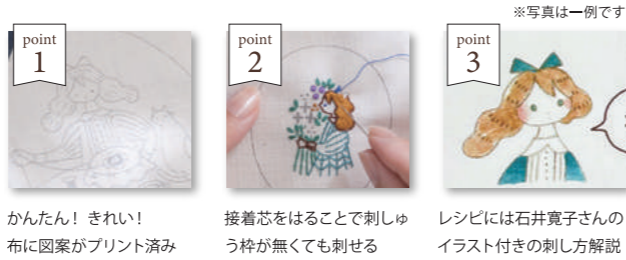 ※写真は一例です
point
1
point
2
point
3
かんたん！ きれい！
布に図案がプリント済み
接着芯をはることで刺しゅ
う枠が無くても刺せる
レシピには石井寛子さんの
イラスト付きの刺し方解説